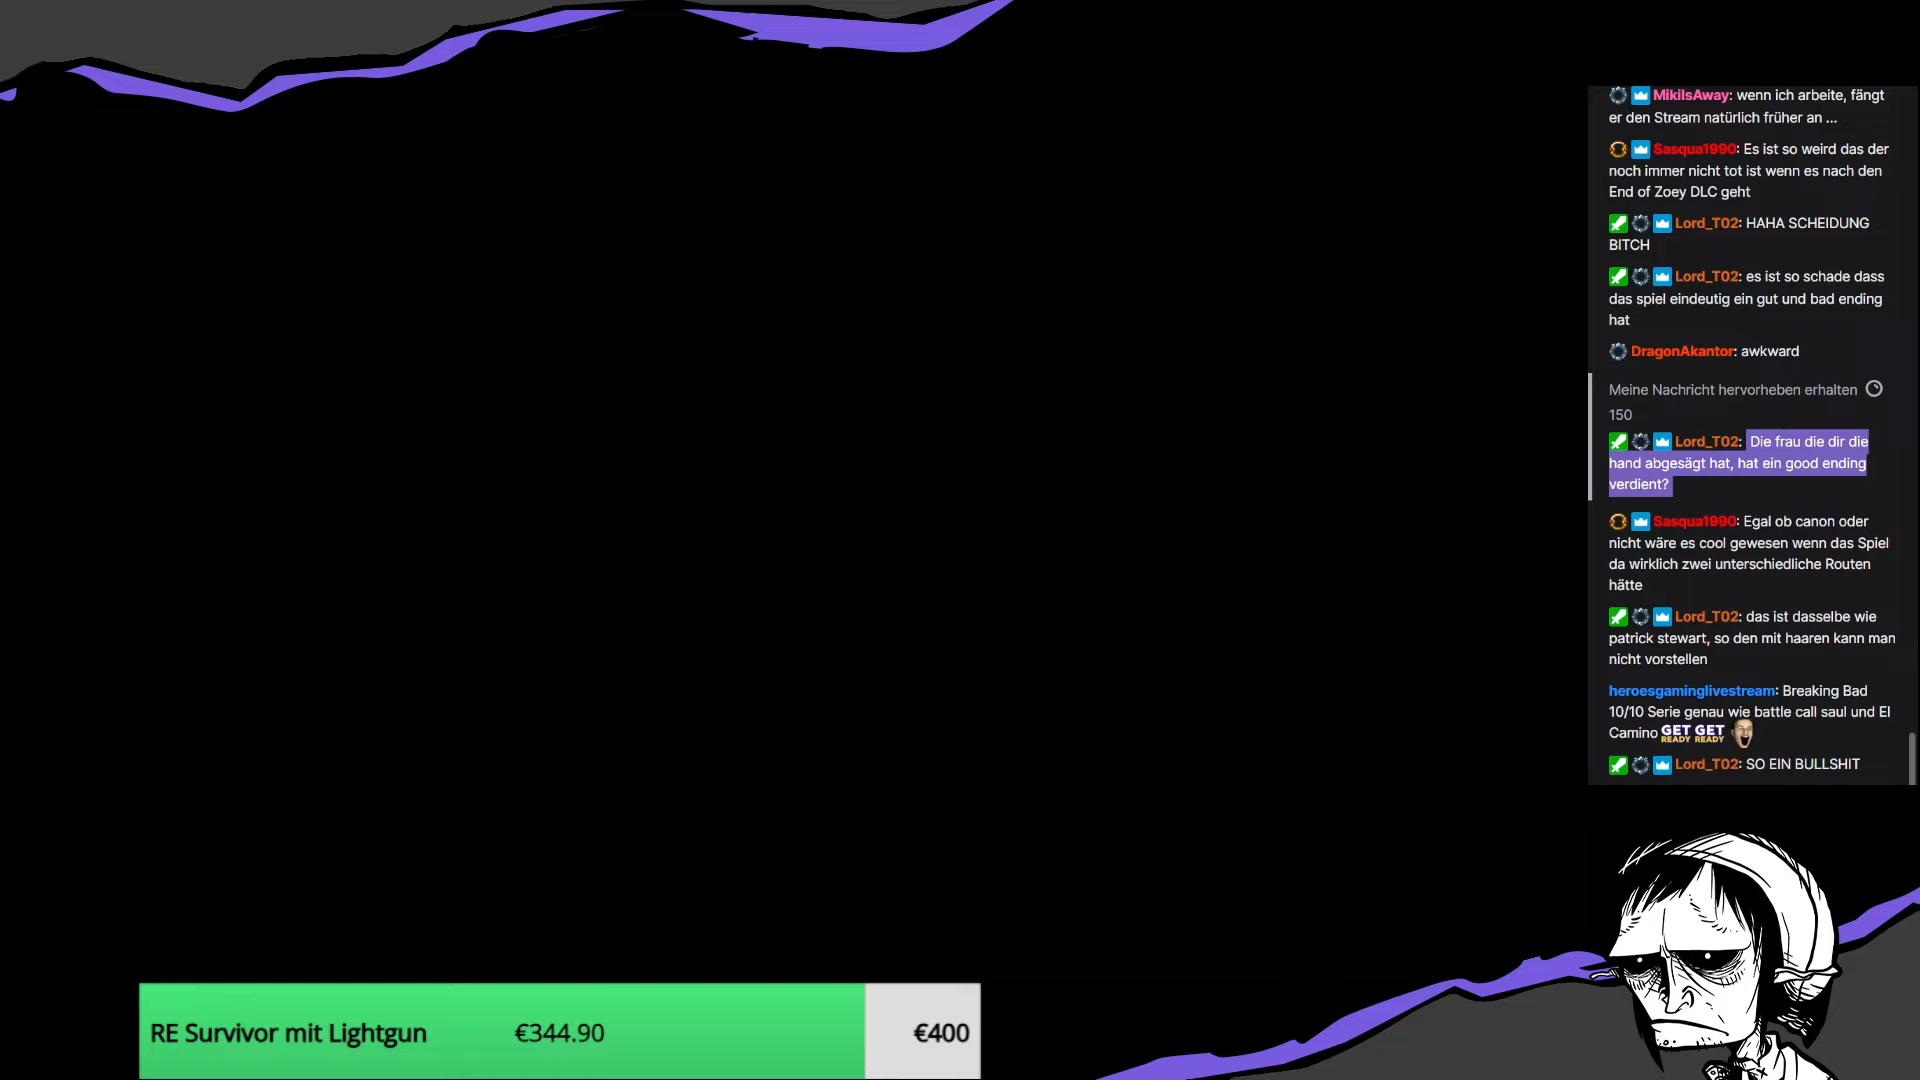 MikilsAway: wenn ich arbeite, fängt
er den Stream natürlich früher an ...
Sasqua1990: Es ist so weird das der
noch immer nicht tot ist wenn es nach den
End of Zoey DLC geht
Lord_T02: HAHA SCHEIDUNG
BITCH
Lord_T02: es ist so schade dass
das spiel eindeutig ein gut und bad ending
hat
DragonAkantor: awkward
Meine Nachricht hervorheben erhalten
150
Lord_T02: Die frau die dir die
hand abgesägt hat, hat ein good ending
verdient?
Sasqua1990: Egal ob canon oder
nicht wäre es cool gewesen wenn das Spiel
da wirklich zwei unterschiedliche Routen
hätte
Lord_T02: das ist dasselbe wie
patrick stewart, so den mit haaren kann man
nicht vorstellen
heroesgaminglivestream: Breaking Bad
10/10 Serie genau wie battle call saul und El
Camino GET READY GET READY
Lord_T02: SO EIN BULLSHIT
RE Survivor mit Lightgun €344.90 €400